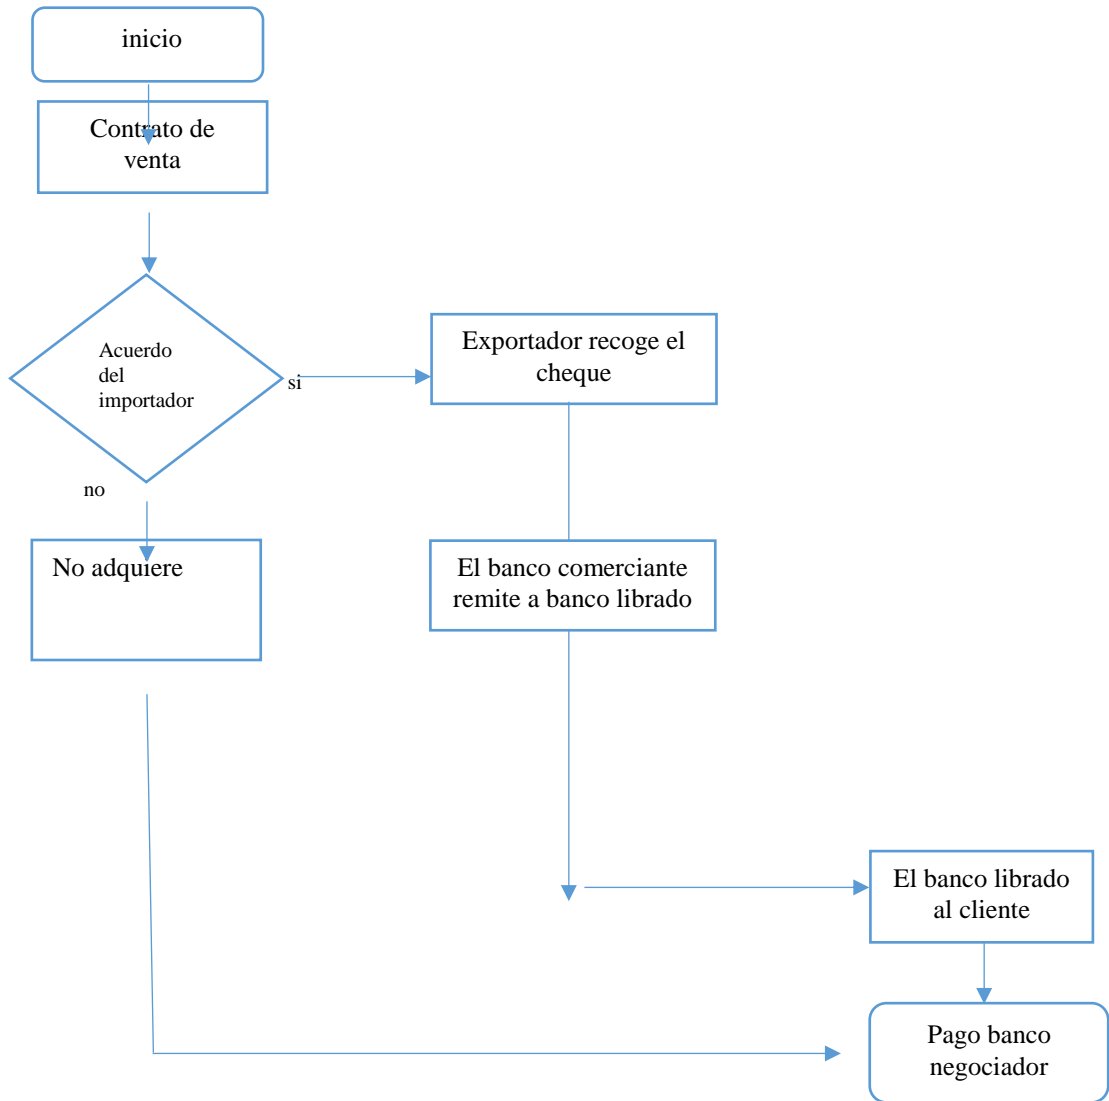 inicio
Contrato de
venta
Acuerdo
del
importador
si
Exportador recoge el
cheque
no
No adquiere
El banco comerciante
remite a banco librado
El banco librado
al cliente
Pago banco
negociador